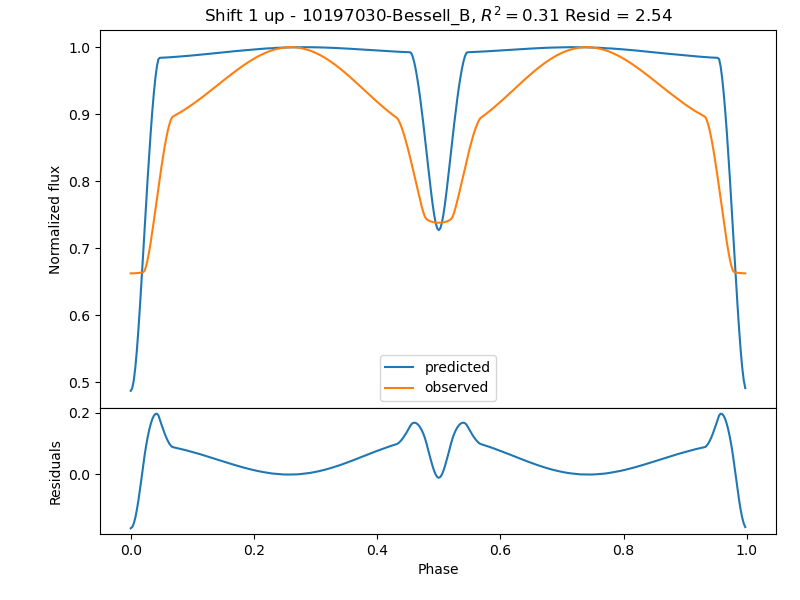 Shift 1 up - 10197030-Bessell_B, R² = 0.31 Resid = 2.54
1.0
0.9
0.8
0.7
0.6
0.5
Normalized flux
predicted
observed
0.2
0.0
Residuals
0.0 0.2 0.4 0.6 0.8 1.0
Phase